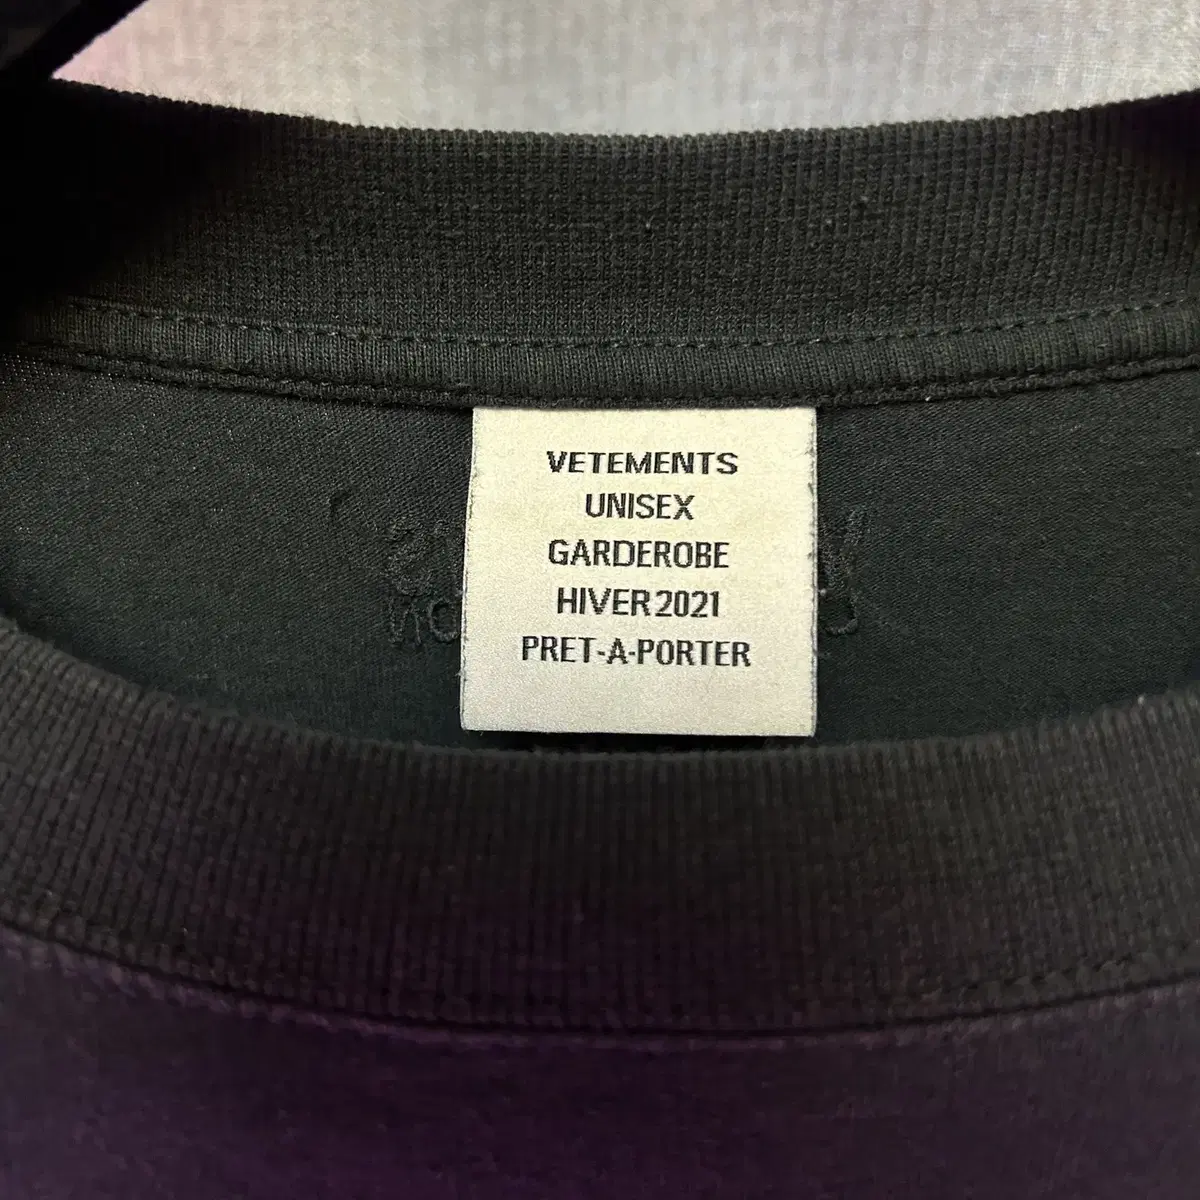 VETEMENTS
UNISEX
GARDEROBE
HIVER 2021
PRET-A-PORTER